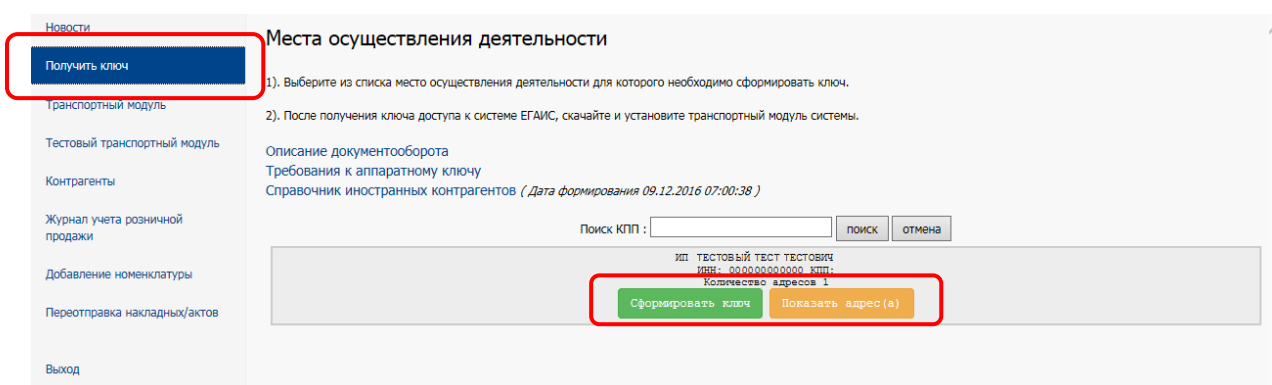 Новости
Получить ключ
Транспортный модуль
Тестовый транспортный модуль
Контрагенты
Журнал учета розничной
продажи
Добавление номенклатуры
Переотправка накладных/актов
Выход
Места осуществления деятельности
1). Выберите из списка место осуществления деятельности для которого необходимо сформировать ключ.
2). После получения ключа доступа к системе ЕГАИС, скачайте и установите транспортный модуль системы.
Описание документооборота
Требования к аппаратному ключу
Справочник иностранных контрагентов ( Дата формирования 09.12.2016 07:00:38 )
Поиск КПП : поиск отмена
ИП ТЕСТОВЫЙ ТЕСТ ТЕСТОВИЧ
ИНН: 000000000000 КПП:
Количество адресов 1
Сформировать ключ Показать адрес(а)